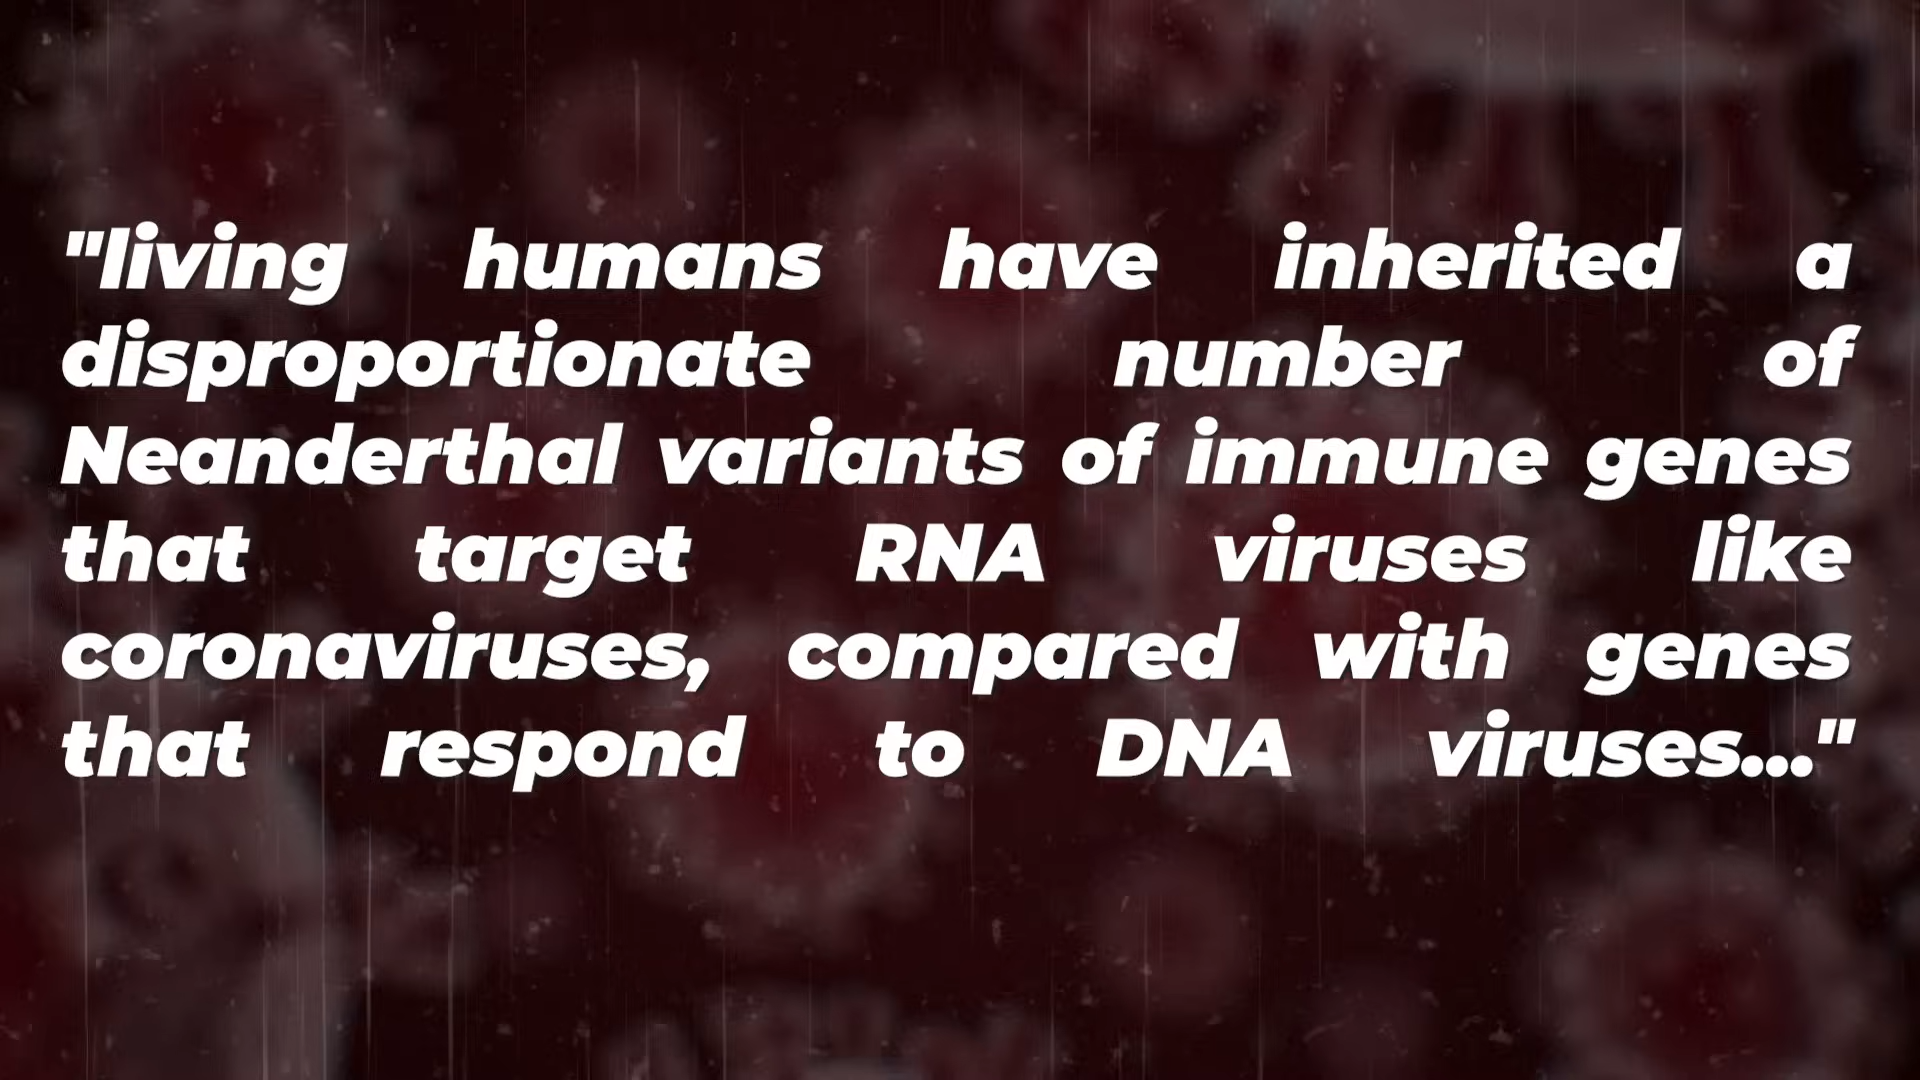 "living humans have inherited a
disproportionate number of
Neanderthal variants of immune genes
that target RNA viruses like
coronaviruses, compared with genes
that respond to DNA viruses..."